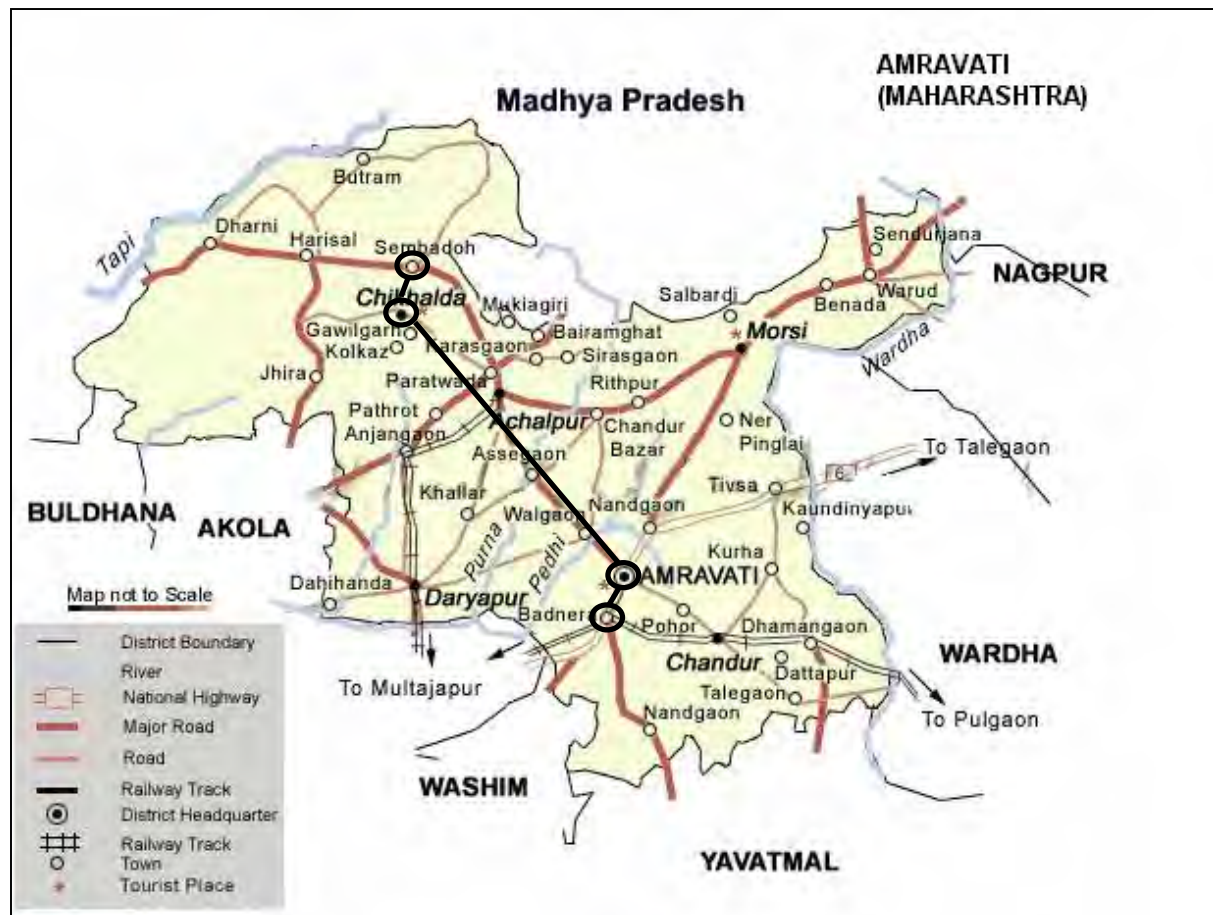 AMRAVATI
(MAHARASHTRA)
Madhya Pradesh
Butram
Tapi
Dharni
Harisal
Sembadoh
Sendurjana
NAGPUR
Chikhalda
Mukiagiri
Salbardi
Benada
Warud
Gawilgarh
Bairamghat
Morsi
Wardha
Kolkaz
Karasgaon
Sirasgaon
Jhira
Paratwada
Rithpur
Pathrot
Achalpur
Chandur
Bazar
Ner
Pinglai
Anjangaon
Assegaon
To Talegaon
6
Khallar
Nandgaon
Tivsa
BULDHANA
AKOLA
Walgaon
Kaundinyapur
Purna
Pedhi
Kurha
Dahihanda
AMRAVATI
Map not to Scale
Daryapur
Badnera
Pohor
Dhamangaon
WARDHA
District Boundary
Chandur
Dattapur
River
To Multajapur
Talegaon
National Highway
Nandgaon
To Pulgaon
Major Road
Road
WASHIM
Railway Track
District Headquarter
Railway Track
Town
YAVATMAL
Tourist Place